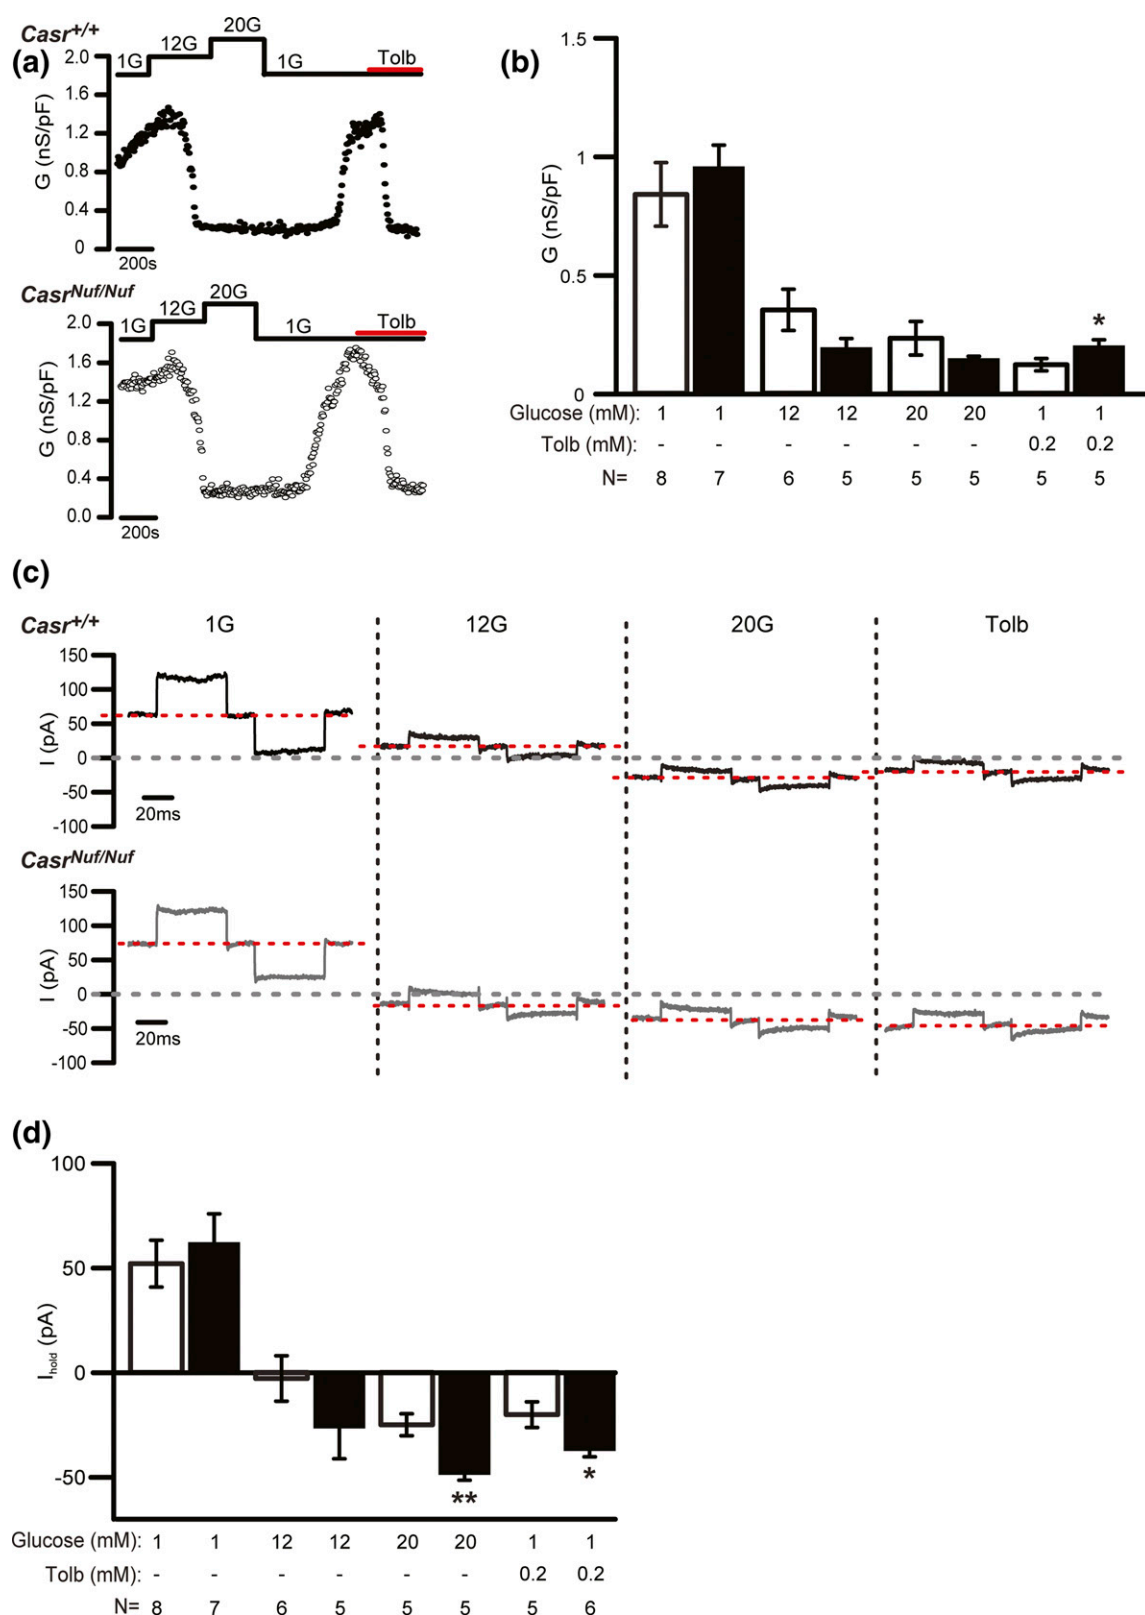 (a)
Casr+/+
1G 12G 20G 1G Tolb
2.0
1.6
1.2
0.8
0.4
0
G (nS/pF)
200s
CasrNuf/Nuf
1G 12G 20G 1G Tolb
2.0
1.6
1.2
0.8
0.4
0.0
G (nS/pF)
200s
(b)
1.5
1
0.5
0
G (nS/pF)
*
Glucose (mM): 1 1 12 12 20 20 1 1
Tolb (mM): - - - - - - 0.2 0.2
N= 8 7 6 5 5 5 5 5
(c)
Casr+/+
1G 12G 20G Tolb
150
100
50
0
-50
-100
I (pA)
20ms
CasrNuf/Nuf
150
100
50
0
-50
-100
I (pA)
20ms
(d)
100
50
0
-50
Ihold (pA)
** *
Glucose (mM): 1 1 12 12 20 20 1 1
Tolb (mM): - - - - - - 0.2 0.2
N= 8 7 6 5 5 5 5 6